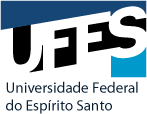 UFES
Universidade Federal
do Espírito Santo